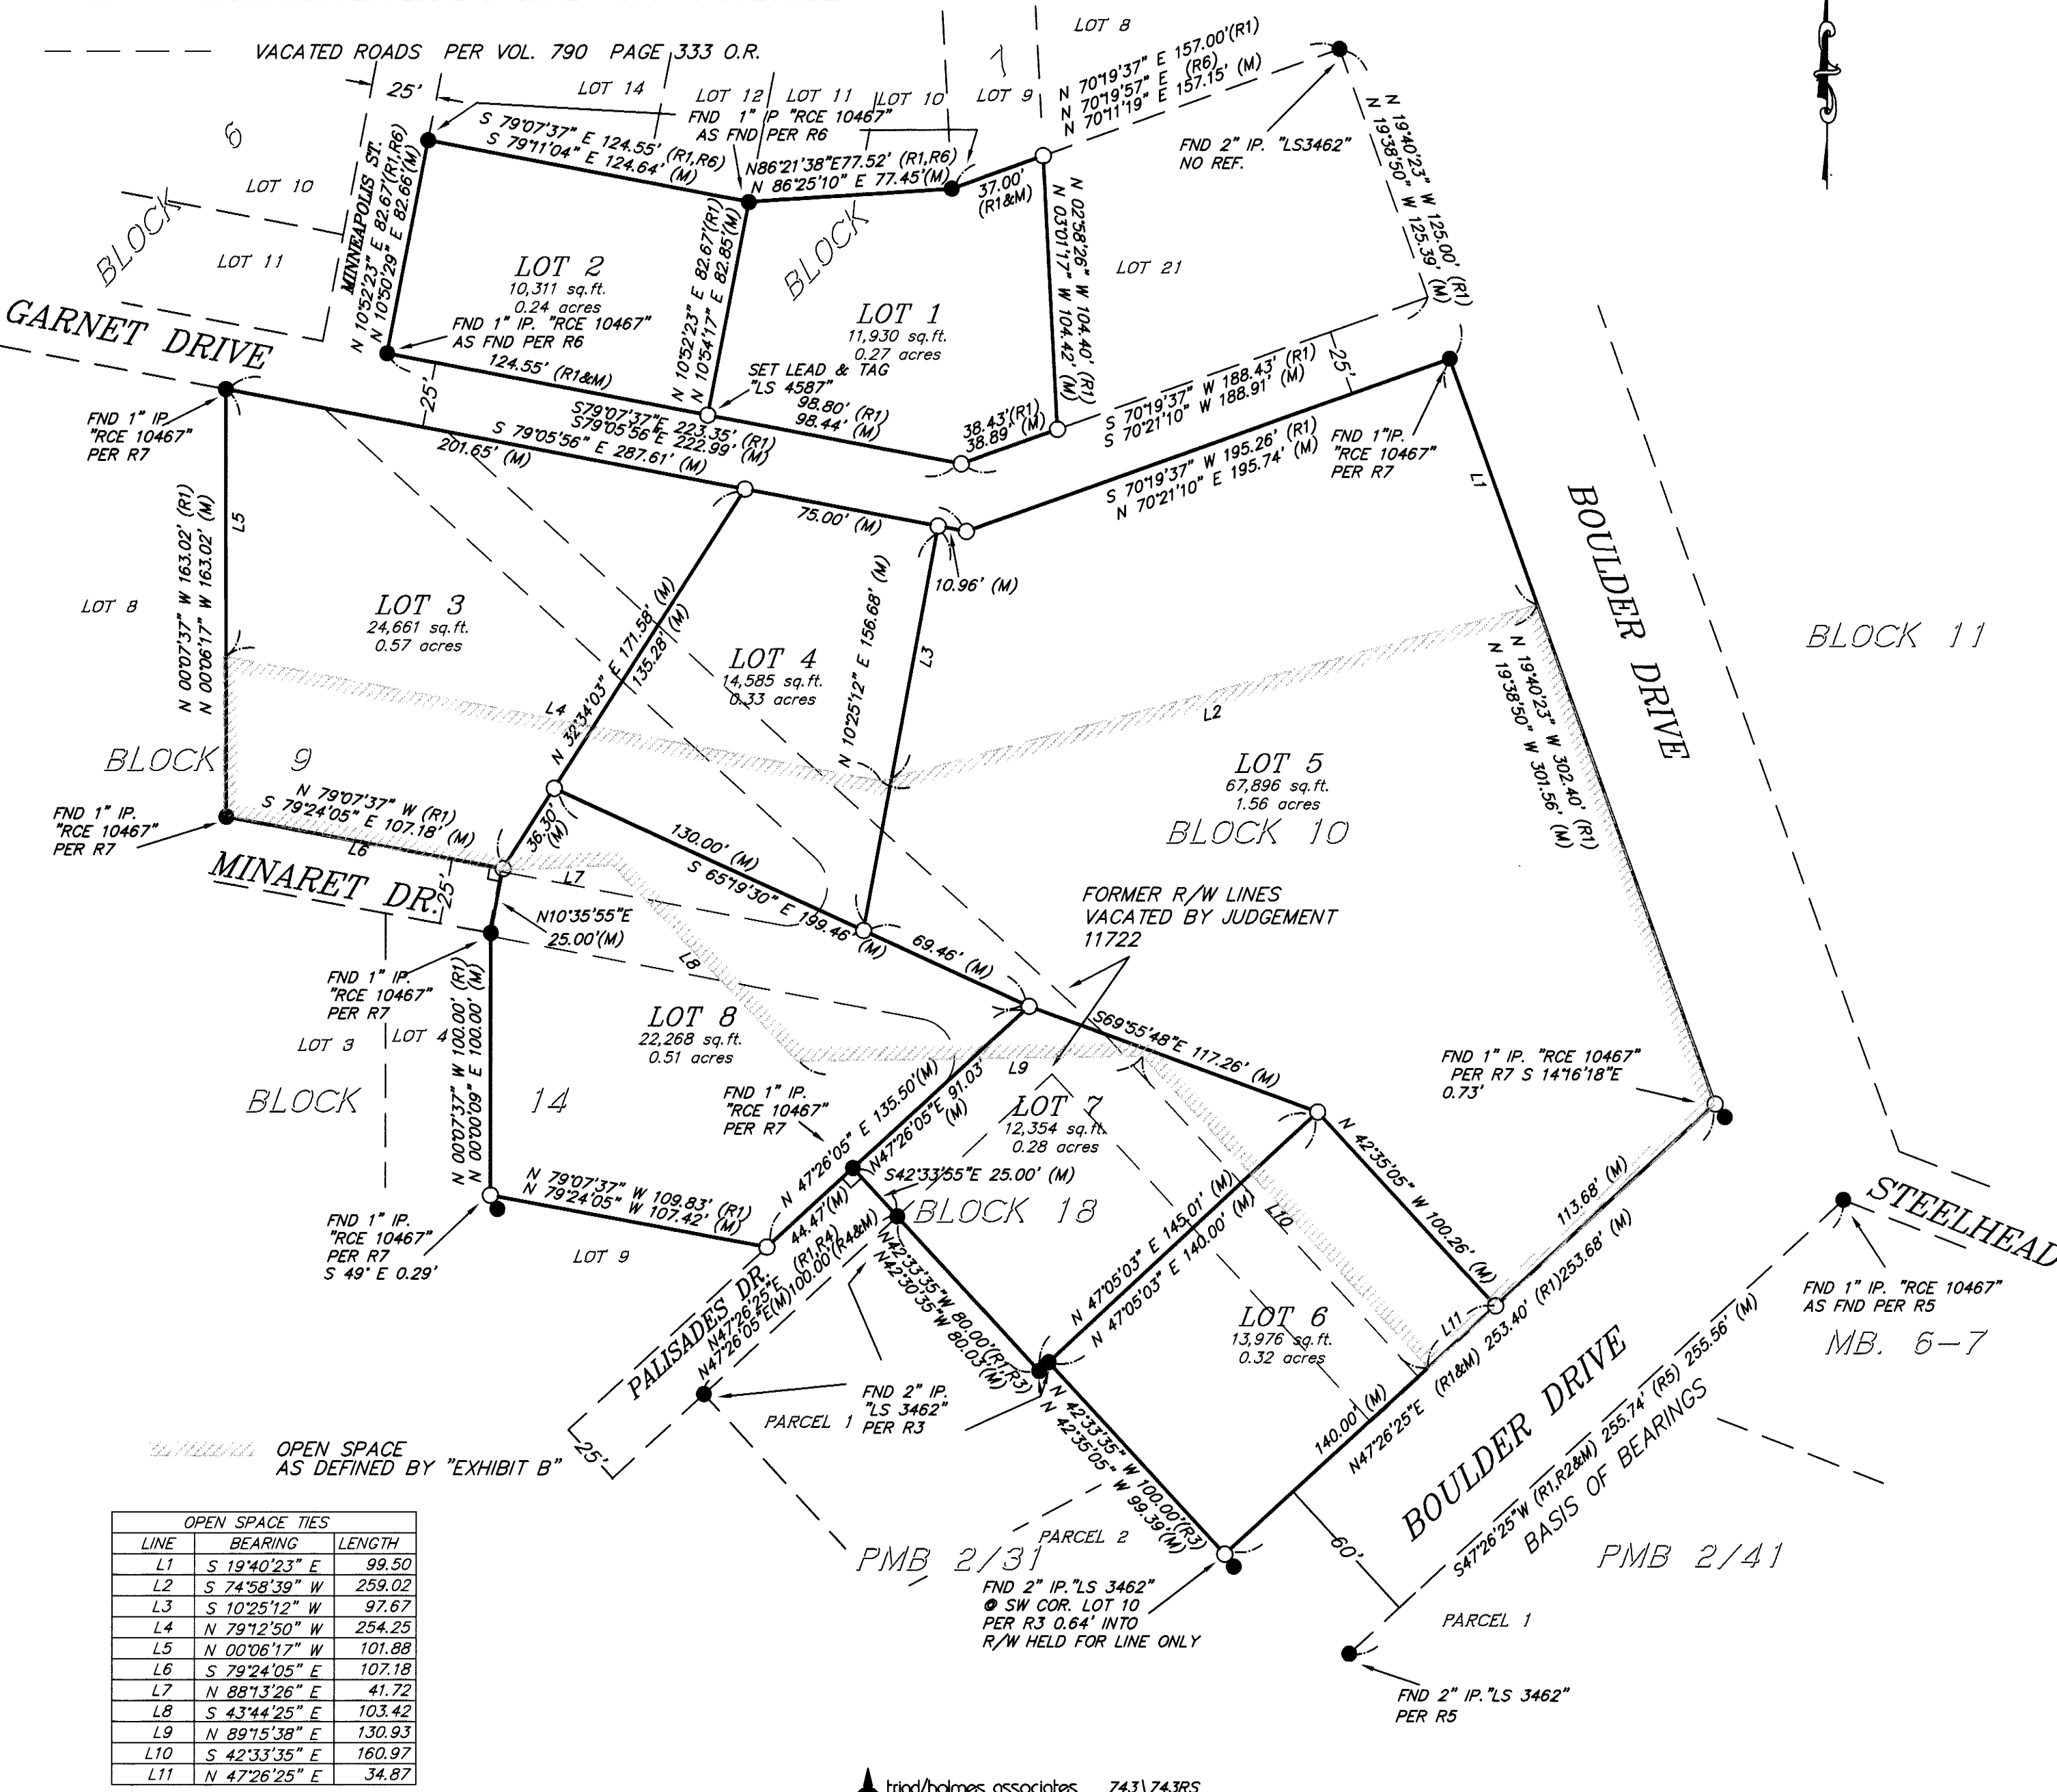 VACATED ROADS PER VOL. 790 PAGE 333 O.R.
25'
LOT 14
LOT 12
LOT 11
LOT 10
LOT 9
7
LOT 8
N 70°19'37" E 157.00'(R1)
N 70°19'57" E (R6)
N 70°11'19" E 157.15' (M)
FND 2" IP. "LS3462"
NO REF.
N 19°40'23" W 125.00' (R1)
N 19°38'50" W 125.39' (M)
S 79°07'37" E 124.55' (R1,R6)
S 79°11'04" E 124.64' (M)
FND 1" IP "RCE 10467"
AS FND PER R6
N86°21'38"E77.52' (R1,R6)
N 86°25'10" E 77.45'(M)
37.00'
(R1&M)
6
BLOCK
LOT 10
LOT 11
MINNEAPOLIS ST.
N 10°52'23" E 82.67'(R1,R6)
N 10°50'29" E 82.66'(M)
LOT 2
10,311 sq.ft.
0.24 acres
FND 1" IP. "RCE 10467"
AS FND PER R6
124.55' (R1&M)
N 10°52'23" E 82.67'(R1)
N 10°54'17" E 82.85'(M)
BLOCK
LOT 1
11,930 sq.ft.
0.27 acres
SET LEAD & TAG
"LS 4587"
98.80' (R1)
98.44' (M)
N 02°58'26" W 104.40' (R1)
N 03°01'17" W 104.42' (M)
LOT 21
38.43'(R1)
38.89' (M)
S 70°19'37" W 188.43' (R1)
S 70°21'10" W 188.91' (M)
25'
S 70°19'37" W 195.26' (R1)
N 70°21'10" E 195.74' (M)
FND 1"IP.
"RCE 10467"
PER R7
GARNET DRIVE
25'
S79°07'37"E 223.35' (R1)
S79°05'56"E 222.99' (M)
S 79°05'56" E 287.61' (M)
201.65' (M)
75.00' (M)
10.96' (M)
FND 1" IP.
"RCE 10467"
PER R7
L5
N 00°07'37" W 163.02' (R1)
N 00°06'17" W 163.02' (M)
LOT 8
LOT 3
24,661 sq.ft.
0.57 acres
N 32°34'03" E 171.58' (M)
135.28' (M)
L4
LOT 4
14,585 sq.ft.
0.33 acres
N 10°25'12" E 156.68' (M)
L3
L2
L1
BOULDER DRIVE
BLOCK 11
N 19°40'23" W 302.40' (R1)
N 19°38'50" W 301.56' (M)
LOT 5
67,896 sq.ft.
1.56 acres
BLOCK 10
BLOCK 9
N 79°07'37" W (R1)
S 79°24'05" E 107.18' (M)
L6
FND 1" IP.
"RCE 10467"
PER R7
MINARET DR.
25'
36.30'
(M)
130.00' (M)
S 65°19'30" E 199.46' (M)
69.46' (M)
L7
N10°35'55"E
25.00'(M)
L8
FORMER R/W LINES
VACATED BY JUDGEMENT
11722
FND 1" IP.
"RCE 10467"
PER R7
LOT 3
LOT 4
N 00°07'37" W 100.00' (R1)
N 00°00'09" E 100.00' (M)
LOT 8
22,268 sq.ft.
0.51 acres
BLOCK 14
S69°55'48"E 117.26' (M)
L9
FND 1" IP. "RCE 10467"
PER R7 S 14°16'18"E
0.73'
FND 1" IP.
"RCE 10467"
PER R7
N 47°26'05" E 135.50'(M)
N47°26'05"E 91.03'
(M)
LOT 7
12,354 sq.ft.
0.28 acres
S42°33'55"E 25.00' (M)
BLOCK 18
N 42°35'05" W 100.26' (M)
N 47°05'03" E 145.01' (M)
N 47°05'03" E 140.00' (M)
L10
113.68' (M)
STEELHEAD
N 79°07'37" W 109.83' (R1)
N 79°24'05" W 107.42' (M)
LOT 9
FND 1" IP.
"RCE 10467"
PER R7
S 49° E 0.29'
44.47'(M)
PALISADES DR.
N47°26'25"E (R1,R4)
N47°26'05"E(M)100.00'(R4&M)
N42°33'35"W 80.00'(R1,R3)
N42°30'35"W 80.03'(M)
FND 2" IP.
"LS 3462"
PER R3
PARCEL 1
25'
LOT 6
13,976 sq.ft.
0.32 acres
L11
140.00' (M)
N47°26'25"E (R1&M) 253.40' (R1)253.68' (M)
FND 1" IP. "RCE 10467"
AS FND PER R5
MB. 6-7
BOULDER DRIVE
S47°26'25"W (R1,R2&M) 255.74' (R5) 255.56' (M)
BASIS OF BEARINGS
N 42°33'35" W 100.00'(R3)
N 42°35'05" W 99.39'(M)
PARCEL 2
PMB 2/31
60'
PMB 2/41
PARCEL 1
FND 2" IP."LS 3462"
@ SW COR. LOT 10
PER R3 0.64' INTO
R/W HELD FOR LINE ONLY
FND 2" IP."LS 3462"
PER R5
OPEN SPACE
AS DEFINED BY "EXHIBIT B"
OPEN SPACE TIES
LINE BEARING LENGTH
L1 S 19°40'23" E 99.50
L2 S 74°58'39" W 259.02
L3 S 10°25'12" W 97.67
L4 N 79°12'50" W 254.25
L5 N 00°06'17" W 101.88
L6 S 79°24'05" E 107.18
L7 N 88°13'26" E 41.72
L8 S 43°44'25" E 103.42
L9 N 89°15'38" E 130.93
L10 S 42°33'35" E 160.97
L11 N 47°26'25" E 34.87
triad/holmes associates 743\743RS